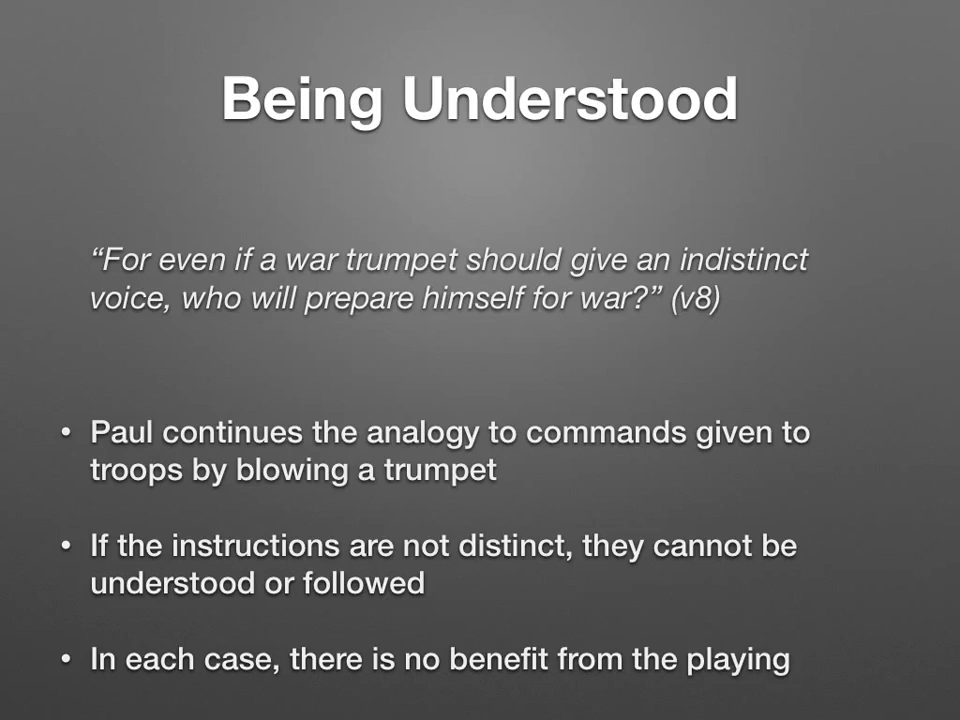 Being Understood
“For even if a war trumpet should give an indistinct
voice, who will prepare himself for war?” (v8)
• Paul continues the analogy to commands given to
troops by blowing a trumpet
• If the instructions are not distinct, they cannot be
understood or followed
• In each case, there is no benefit from the playing